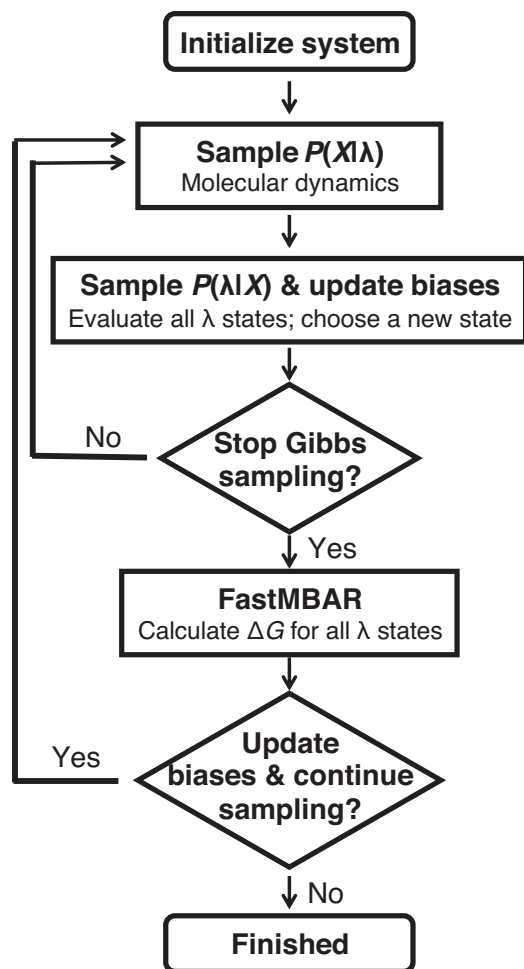 Initialize system
Sample P(X|λ)
Molecular dynamics
Sample P(λ|X) & update biases
Evaluate all λ states; choose a new state
No
Stop Gibbs
sampling?
Yes
FastMBAR
Calculate ΔG for all λ states
Yes
Update
biases & continue
sampling?
No
Finished